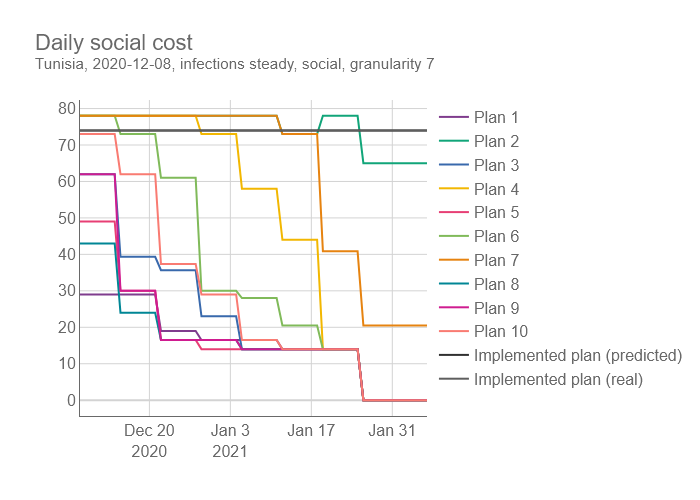 Daily social cost
Tunisia, 2020-12-08, infections steady, social, granularity 7
80
70
60
50
40
30
20
10
0
Dec 20
2020
Jan 3
2021
Jan 17
Jan 31
Plan 1
Plan 2
Plan 3
Plan 4
Plan 5
Plan 6
Plan 7
Plan 8
Plan 9
Plan 10
Implemented plan (predicted)
Implemented plan (real)